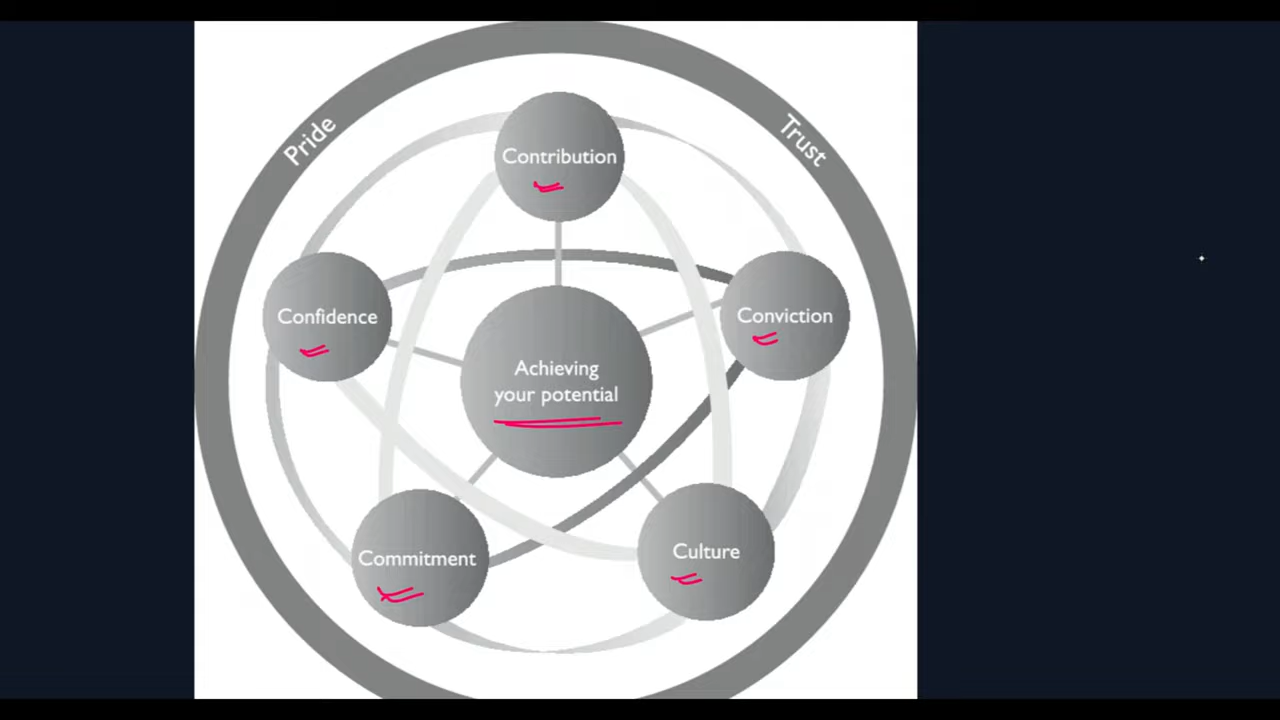 Pride
Trust
Contribution
Confidence
Conviction
Achieving
your potential
Commitment
Culture